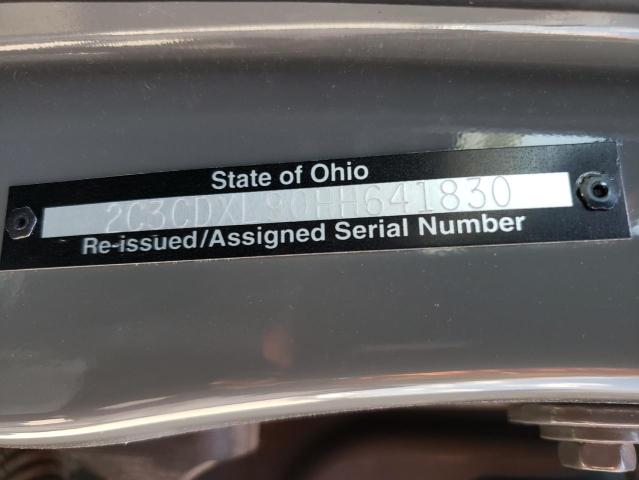 State of Ohio
2C3CDXL90HH641830
Re-issued/Assigned Serial Number